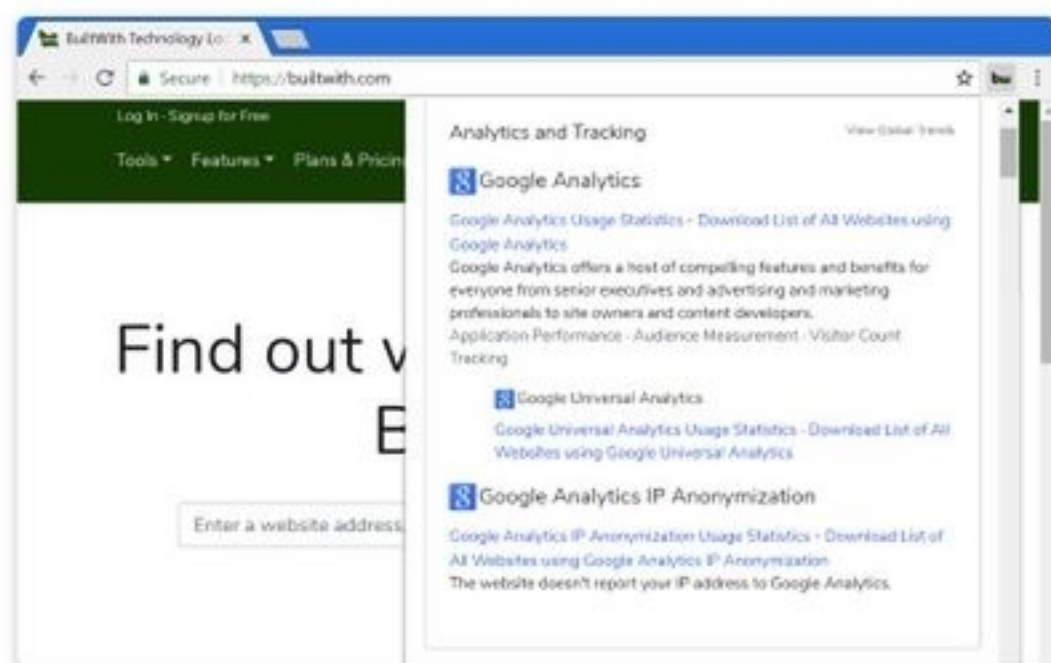 BuiltWith Technology Lo
Secure https://builtwith.com
bw
Log In · Signup for Free
Tools Features Plans & Pricing
Find out w
B
Enter a website address,
Analytics and Tracking
View Global Trends
Google Analytics
Google Analytics Usage Statistics - Download List of All Websites using
Google Analytics
Google Analytics offers a host of compelling features and benefits for
everyone from senior executives and advertising and marketing
professionals to site owners and content developers.
Application Performance · Audience Measurement · Visitor Count
Tracking
Google Universal Analytics
Google Universal Analytics Usage Statistics - Download List of All
Websites using Google Universal Analytics
Google Analytics IP Anonymization
Google Analytics IP Anonymization Usage Statistics - Download List of
All Websites using Google Analytics IP Anonymization
The website doesn't report your IP address to Google Analytics.